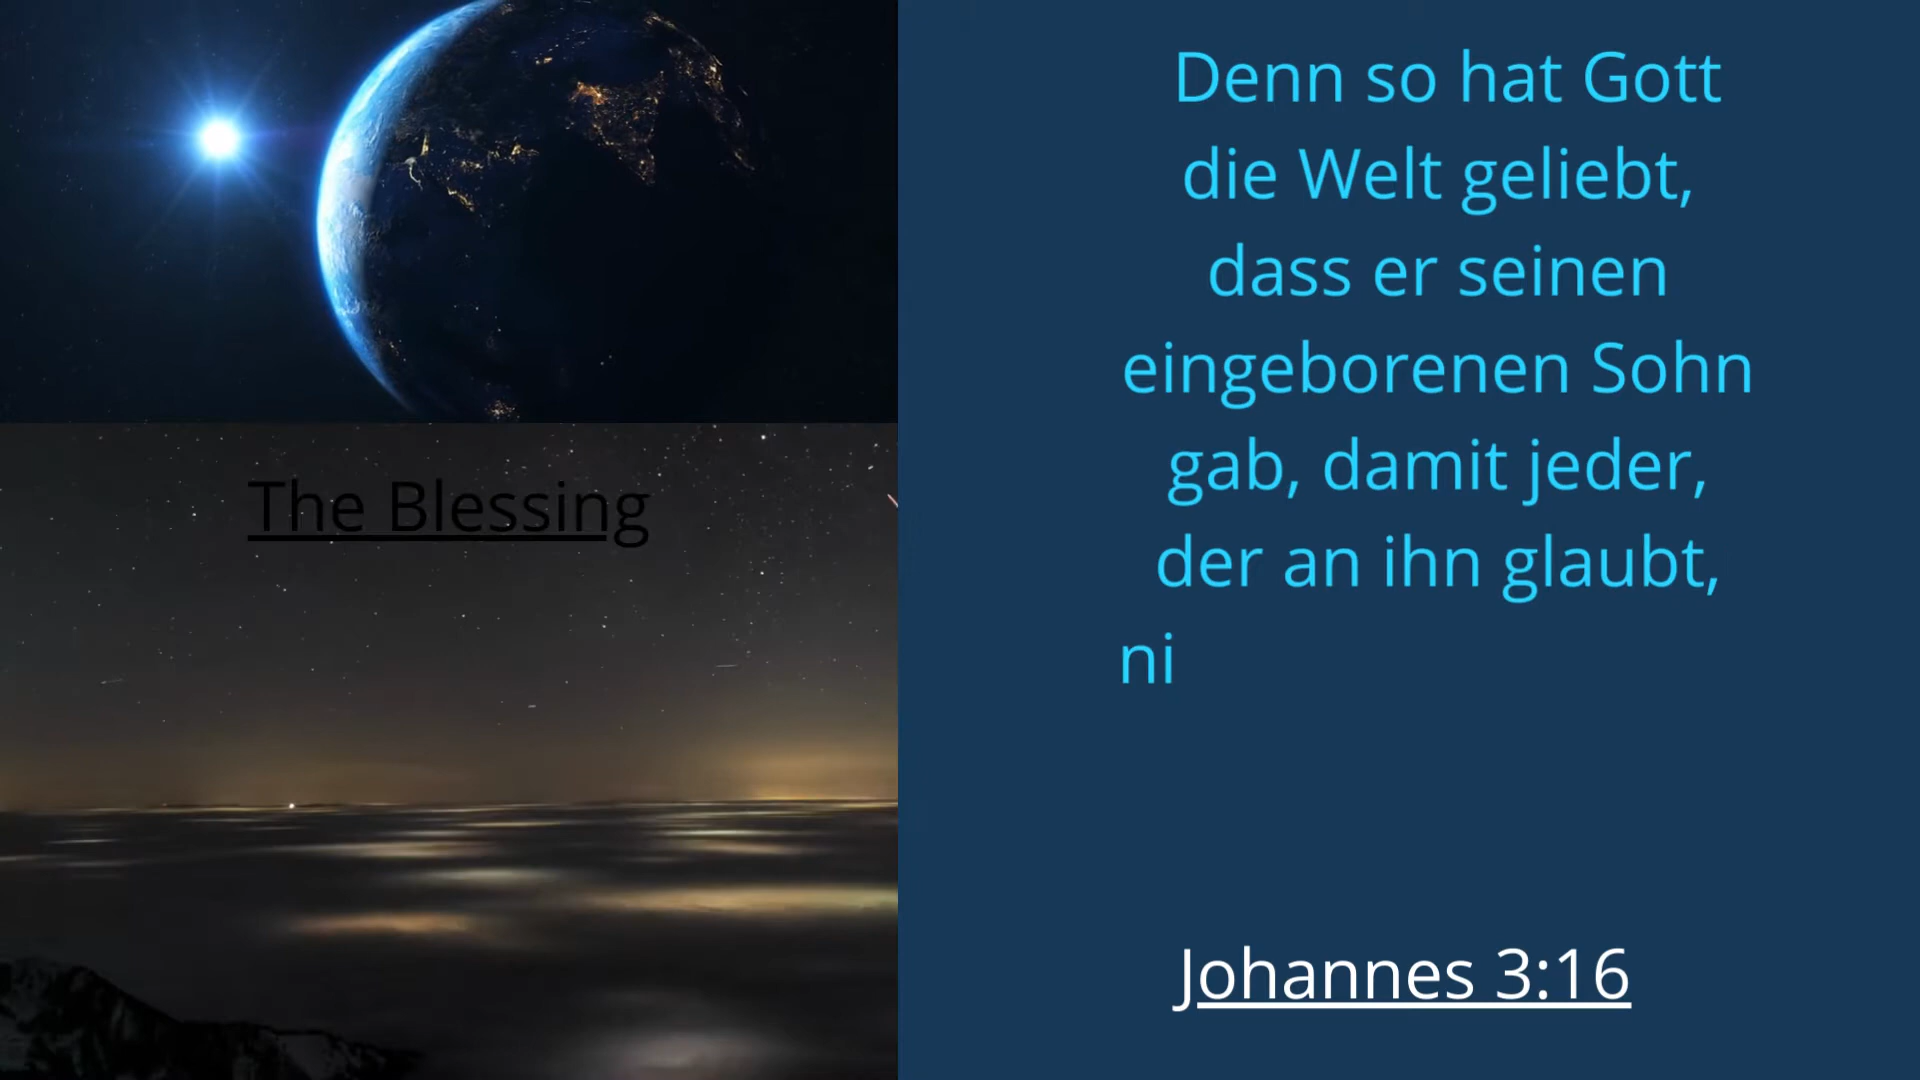 The Blessing
Denn so hat Gott
die Welt geliebt,
dass er seinen
eingeborenen Sohn
gab, damit jeder,
der an ihn glaubt,
ni
Johannes 3:16